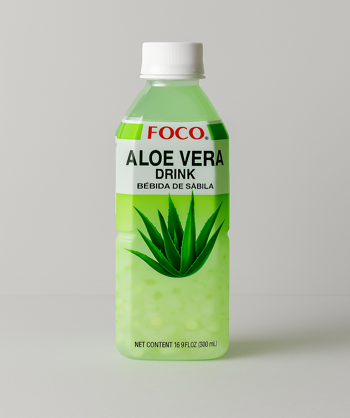 FOCO®
ALOE VERA
DRINK
BÉBIDA DE SÁBILA
NET CONTENT 16 9 FL OZ (500 mL)